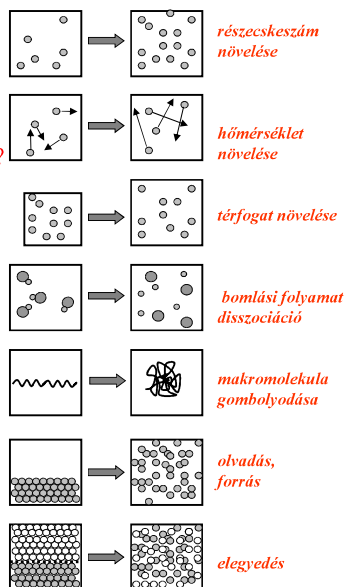 részecskeszám
növelése
hőmérséklet
növelése
térfogat növelése
bomlási folyamat
disszociáció
makromolekula
gombolyodása
olvadás,
forrás
elegyedés